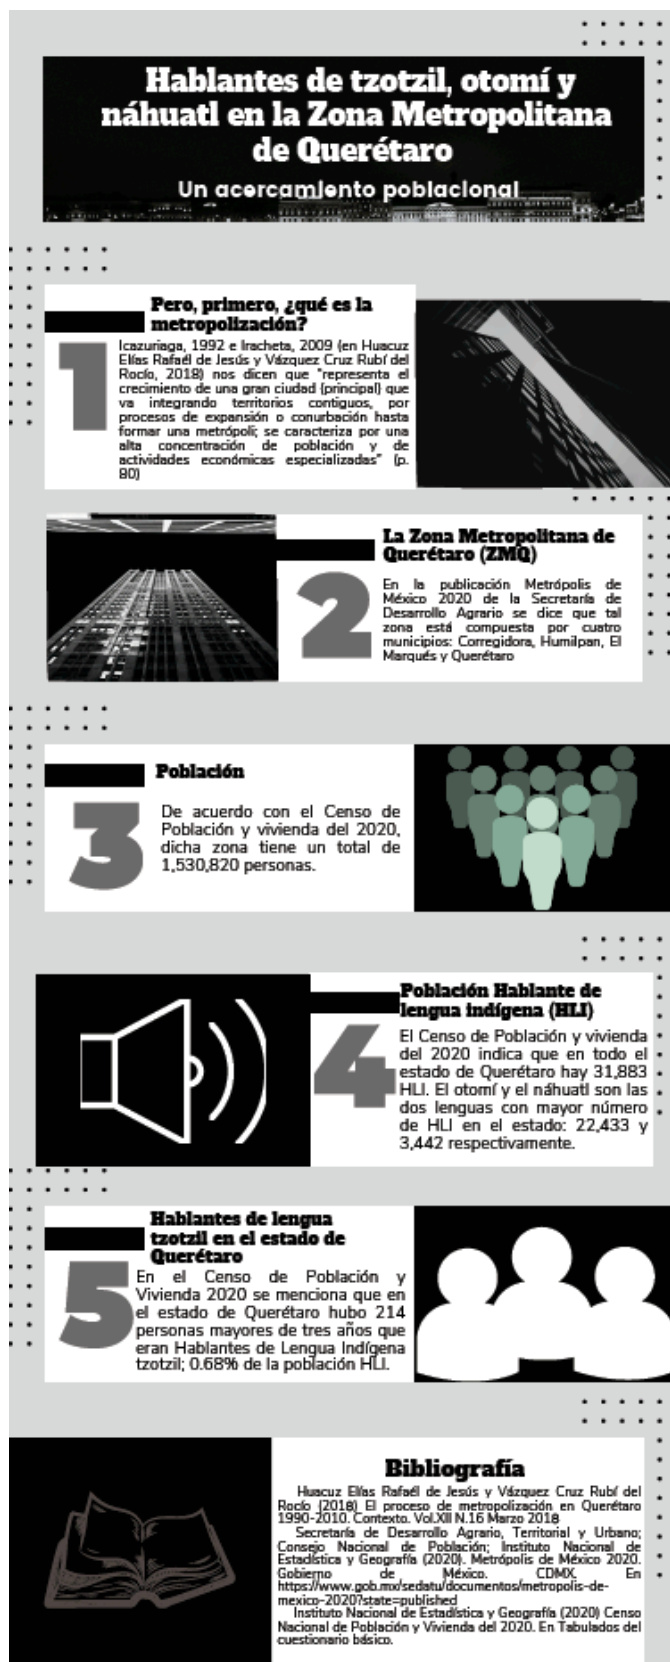 Hablantes de tzotzil, otomí y
náhuatl en la Zona Metropolitana
de Querétaro
Un acercamiento poblacional
Pero, primero, ¿qué es la
metropolización?
1
Icazuriaga, 1992 e Iracheta, 2009 (en Huacuz
Elías Rafaél de Jesús y Vázquez Cruz Rubí del
Rocío, 2018) nos dicen que "representa el
crecimiento de una gran ciudad (principal) que
va integrando territorios contiguos, por
procesos de expansión o conurbación hasta
formar una metrópoli; se caracteriza por una
alta concentración de población y de
actividades económicas especializadas" (p.
80)
La Zona Metropolitana de
Querétaro (ZMQ)
2
En la publicación Metrópolis de
México 2020 de la Secretaría de
Desarrollo Agrario se dice que tal
zona está compuesta por cuatro
municipios: Corregidora, Humilpan, El
Marqués y Querétaro
Población
3
De acuerdo con el Censo de
Población y vivienda del 2020,
dicha zona tiene un total de
1,530,820 personas.
Población Hablante de
lengua indígena (HLI)
4
El Censo de Población y vivienda
del 2020 indica que en todo el
estado de Querétaro hay 31,883
HLI. El otomí y el náhuatl son las
dos lenguas con mayor número
de HLI en el estado: 22,433 y
3,442 respectivamente.
Hablantes de lengua
tzotzil en el estado de
Querétaro
5
En el Censo de Población y
Vivienda 2020 se menciona que en
el estado de Querétaro hubo 214
personas mayores de tres años que
eran Hablantes de Lengua Indígena
tzotzil; 0.68% de la población HLI.
Bibliografía
Huacuz Elías Rafaél de Jesús y Vázquez Cruz Rubí del
Rocío (2018) El proceso de metropolización en Querétaro
1990-2010. Contexto. Vol.XII N.16 Marzo 2018
Secretaría de Desarrollo Agrario, Territorial y Urbano;
Consejo Nacional de Población; Instituto Nacional de
Estadística y Geografía (2020). Metrópolis de México 2020.
Gobierno de México. CDMX. En
https://www.gob.mx/sedatu/documentos/metropolis-de-
mexico-2020?state=published
Instituto Nacional de Estadística y Geografía (2020) Censo
Nacional de Población y Vivienda del 2020. En Tabulados del
cuestionario básico.